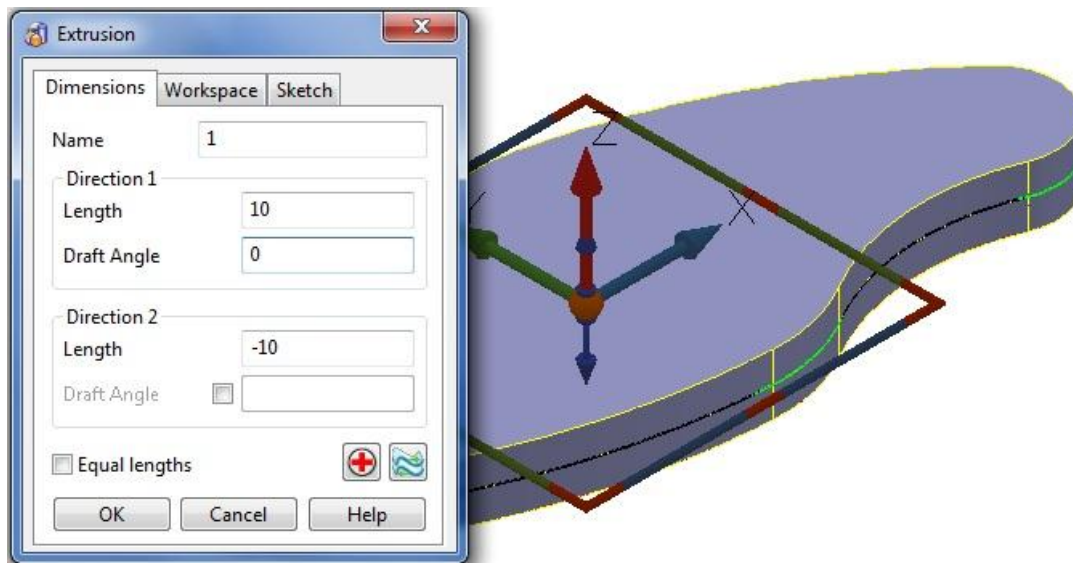 Extrusion
Dimensions Workspace Sketch
Name 1
Direction 1
Length 10
Draft Angle 0
Direction 2
Length -10
Draft Angle
Equal lengths
OK Cancel Help
Z
X